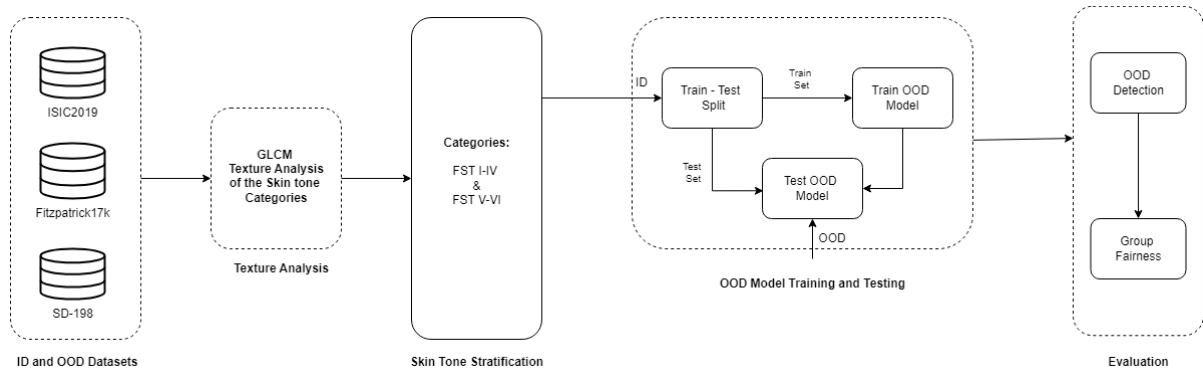 ISIC2019
Fitzpatrick17k
SD-198
ID and OOD Datasets
GLCM
Texture Analysis
of the Skin tone
Categories
Texture Analysis
Categories:
FST I-IV
&
FST V-VI
Skin Tone Stratification
ID
Train - Test
Split
Train
Set
Train OOD
Model
Test
Set
Test OOD
Model
OOD
OOD Model Training and Testing
OOD
Detection
Group
Fairness
Evaluation